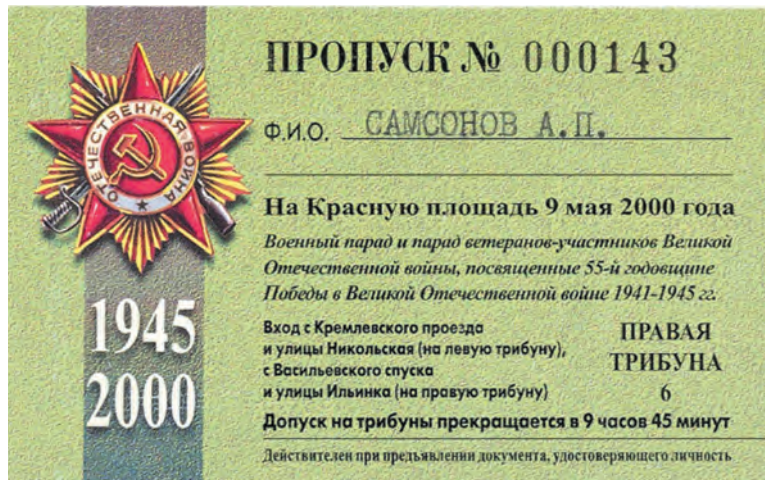 ПРОПУСК № 000143
Ф.И.О. САМСОНОВ А.П.
ОТЕЧЕСТВЕННАЯ ВОЙНА
На Красную площадь 9 мая 2000 года
Военный парад и парад ветеранов-участников Великой
Отечественной войны, посвященные 55-й годовщине
Победы в Великой Отечественной войне 1941-1945 гг.
1945
2000
Вход с Кремлевского проезда
и улицы Никольская (на левую трибуну),
с Васильевского спуска
и улицы Ильинка (на правую трибуну)
ПРАВАЯ
ТРИБУНА
6
Допуск на трибуны прекращается в 9 часов 45 минут
Действителен при предъявлении документа, удостоверяющего личность